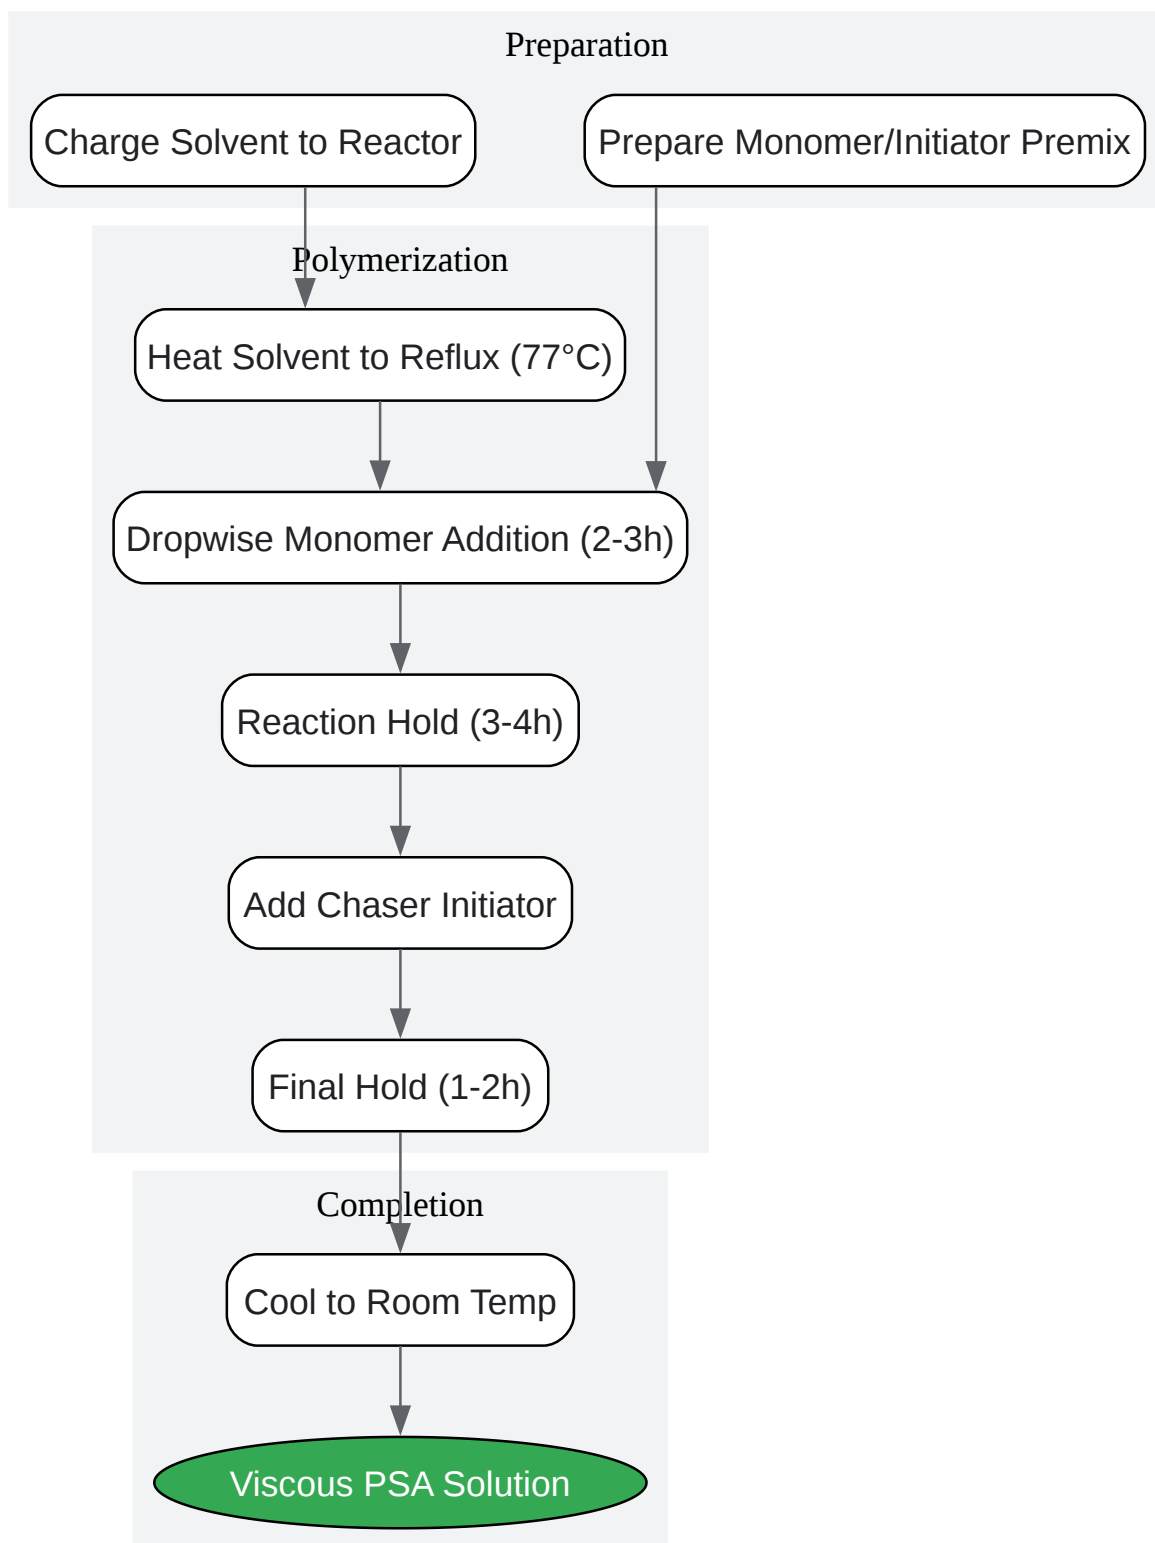 Preparation
Charge Solvent to Reactor
Prepare Monomer/Initiator Premix
Polymerization
Heat Solvent to Reflux (77°C)
Dropwise Monomer Addition (2-3h)
Reaction Hold (3-4h)
Add Chaser Initiator
Final Hold (1-2h)
Completion
Cool to Room Temp
Viscous PSA Solution